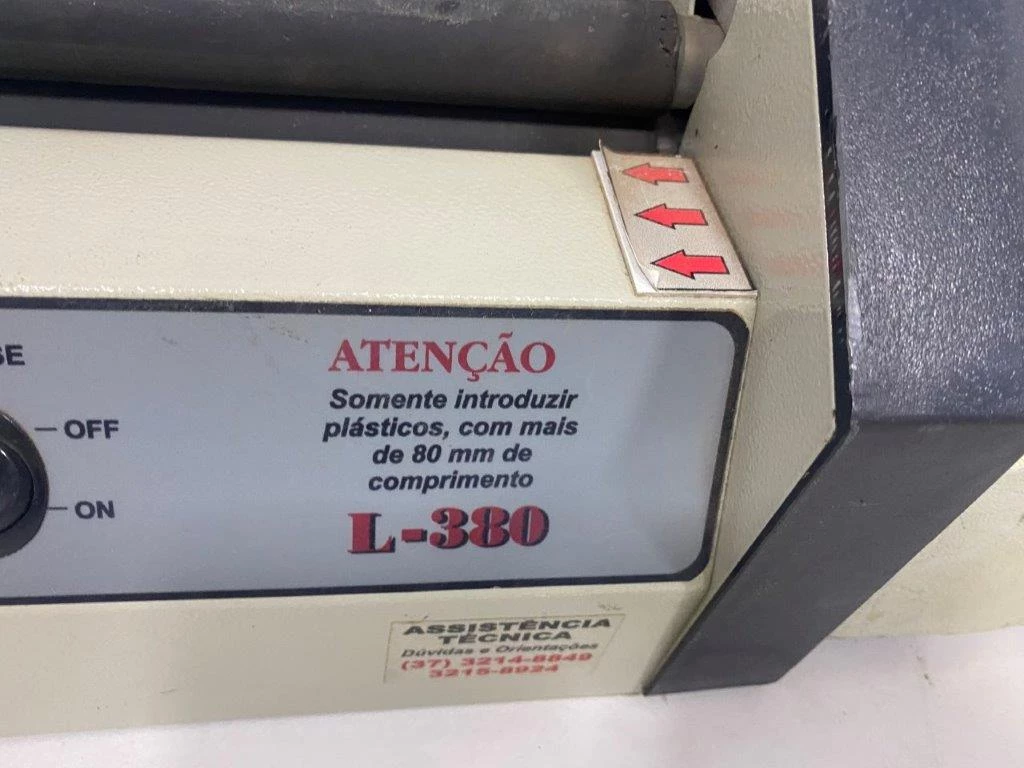 ATENÇÃO
Somente introduzir
plásticos, com mais
de 80 mm de
comprimento
L-380
OFF
ON
ASSISTÊNCIA
TÉCNICA
Dúvidas e Orientações
(37) 3214-8849
3215-8924